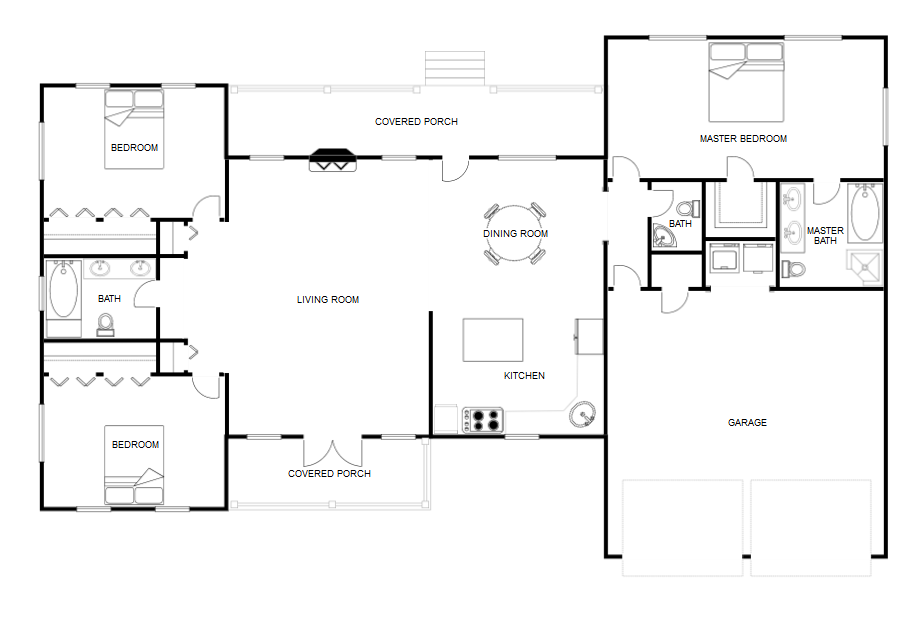 COVERED PORCH
MASTER BEDROOM
BEDROOM
BATH
MASTER
BATH
DINING ROOM
LIVING ROOM
BATH
KITCHEN
GARAGE
BEDROOM
COVERED PORCH